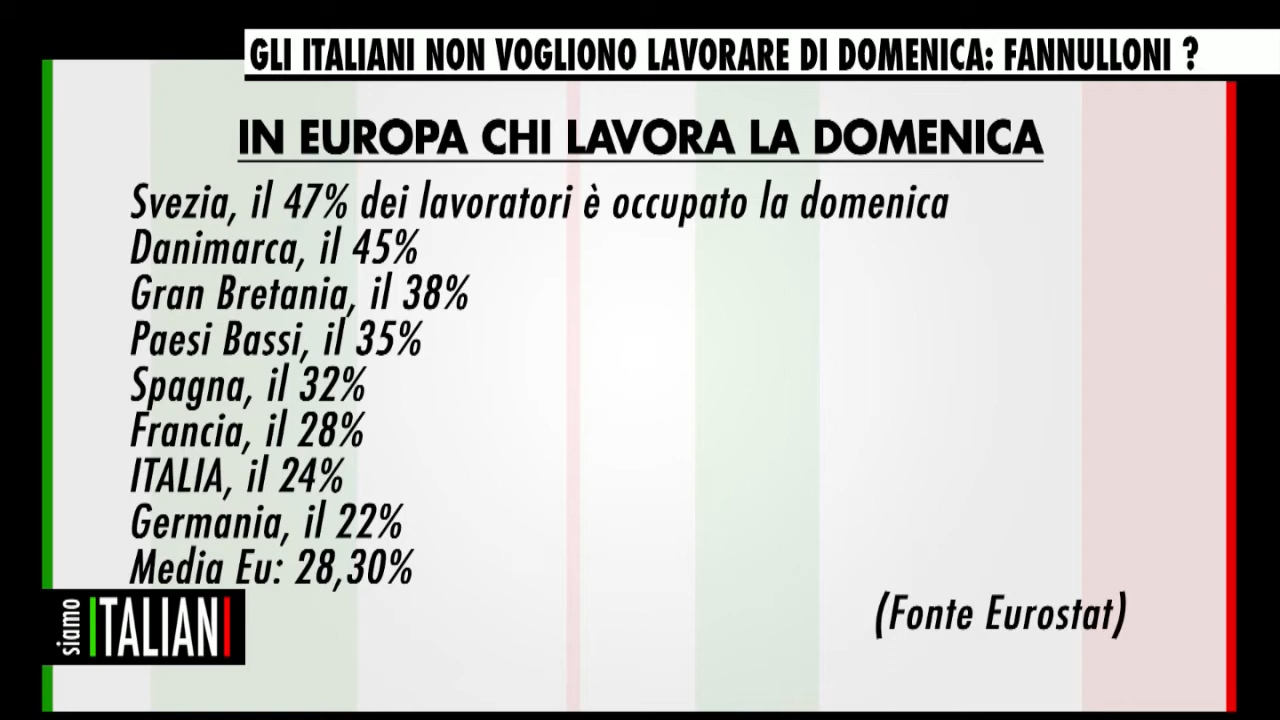 GLI ITALIANI NON VOGLIONO LAVORARE DI DOMENICA: FANNULLONI ?
IN EUROPA CHI LAVORA LA DOMENICA
Svezia, il 47% dei lavoratori è occupato la domenica
Danimarca, il 45%
Gran Bretania, il 38%
Paesi Bassi, il 35%
Spagna, il 32%
Francia, il 28%
ITALIA, il 24%
Germania, il 22%
Media Eu: 28,30%
(Fonte Eurostat)
siamo ITALIANI